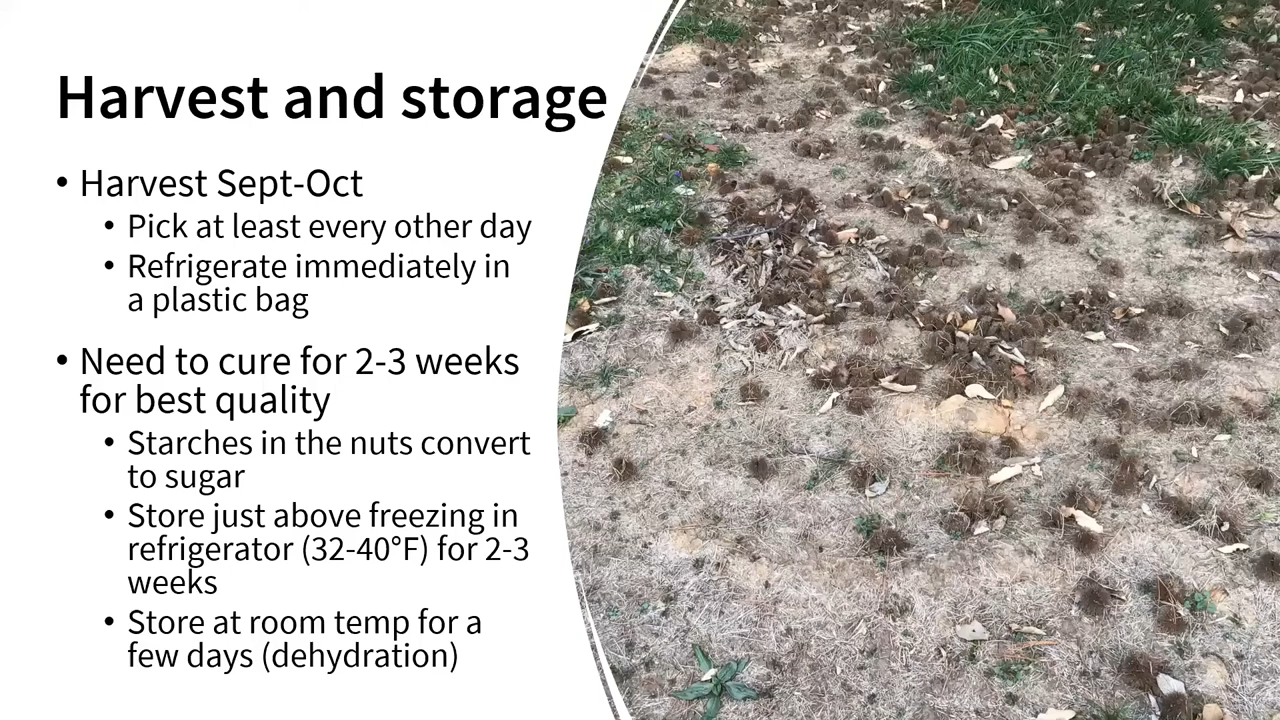 Harvest and storage
• Harvest Sept-Oct
• Pick at least every other day
• Refrigerate immediately in
a plastic bag
• Need to cure for 2-3 weeks
for best quality
• Starches in the nuts convert
to sugar
• Store just above freezing in
refrigerator (32-40°F) for 2-3
weeks
• Store at room temp for a
few days (dehydration)